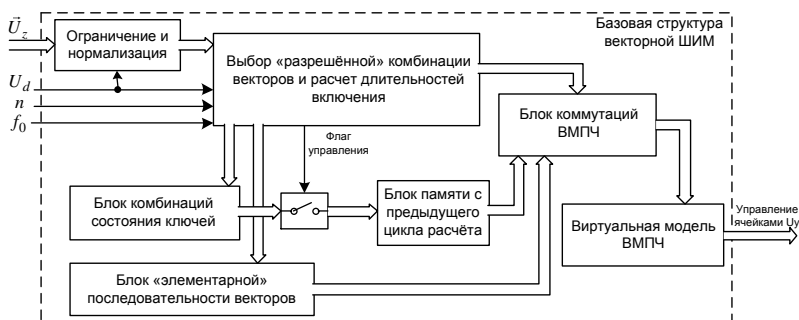 Базовая структура
векторной ШИМ
U⃗z
Ограничение и
нормализация
Выбор «разрешённой» комбинации
векторов и расчет длительностей
включения
Ud
n
f0
Блок коммутаций
ВМПЧ
Флаг
управления
Блок комбинаций
состояния ключей
Блок памяти с
предыдущего
цикла расчёта
Виртуальная модель
ВМПЧ
Управление
ячейками Uy
Блок «элементарной»
последовательности векторов